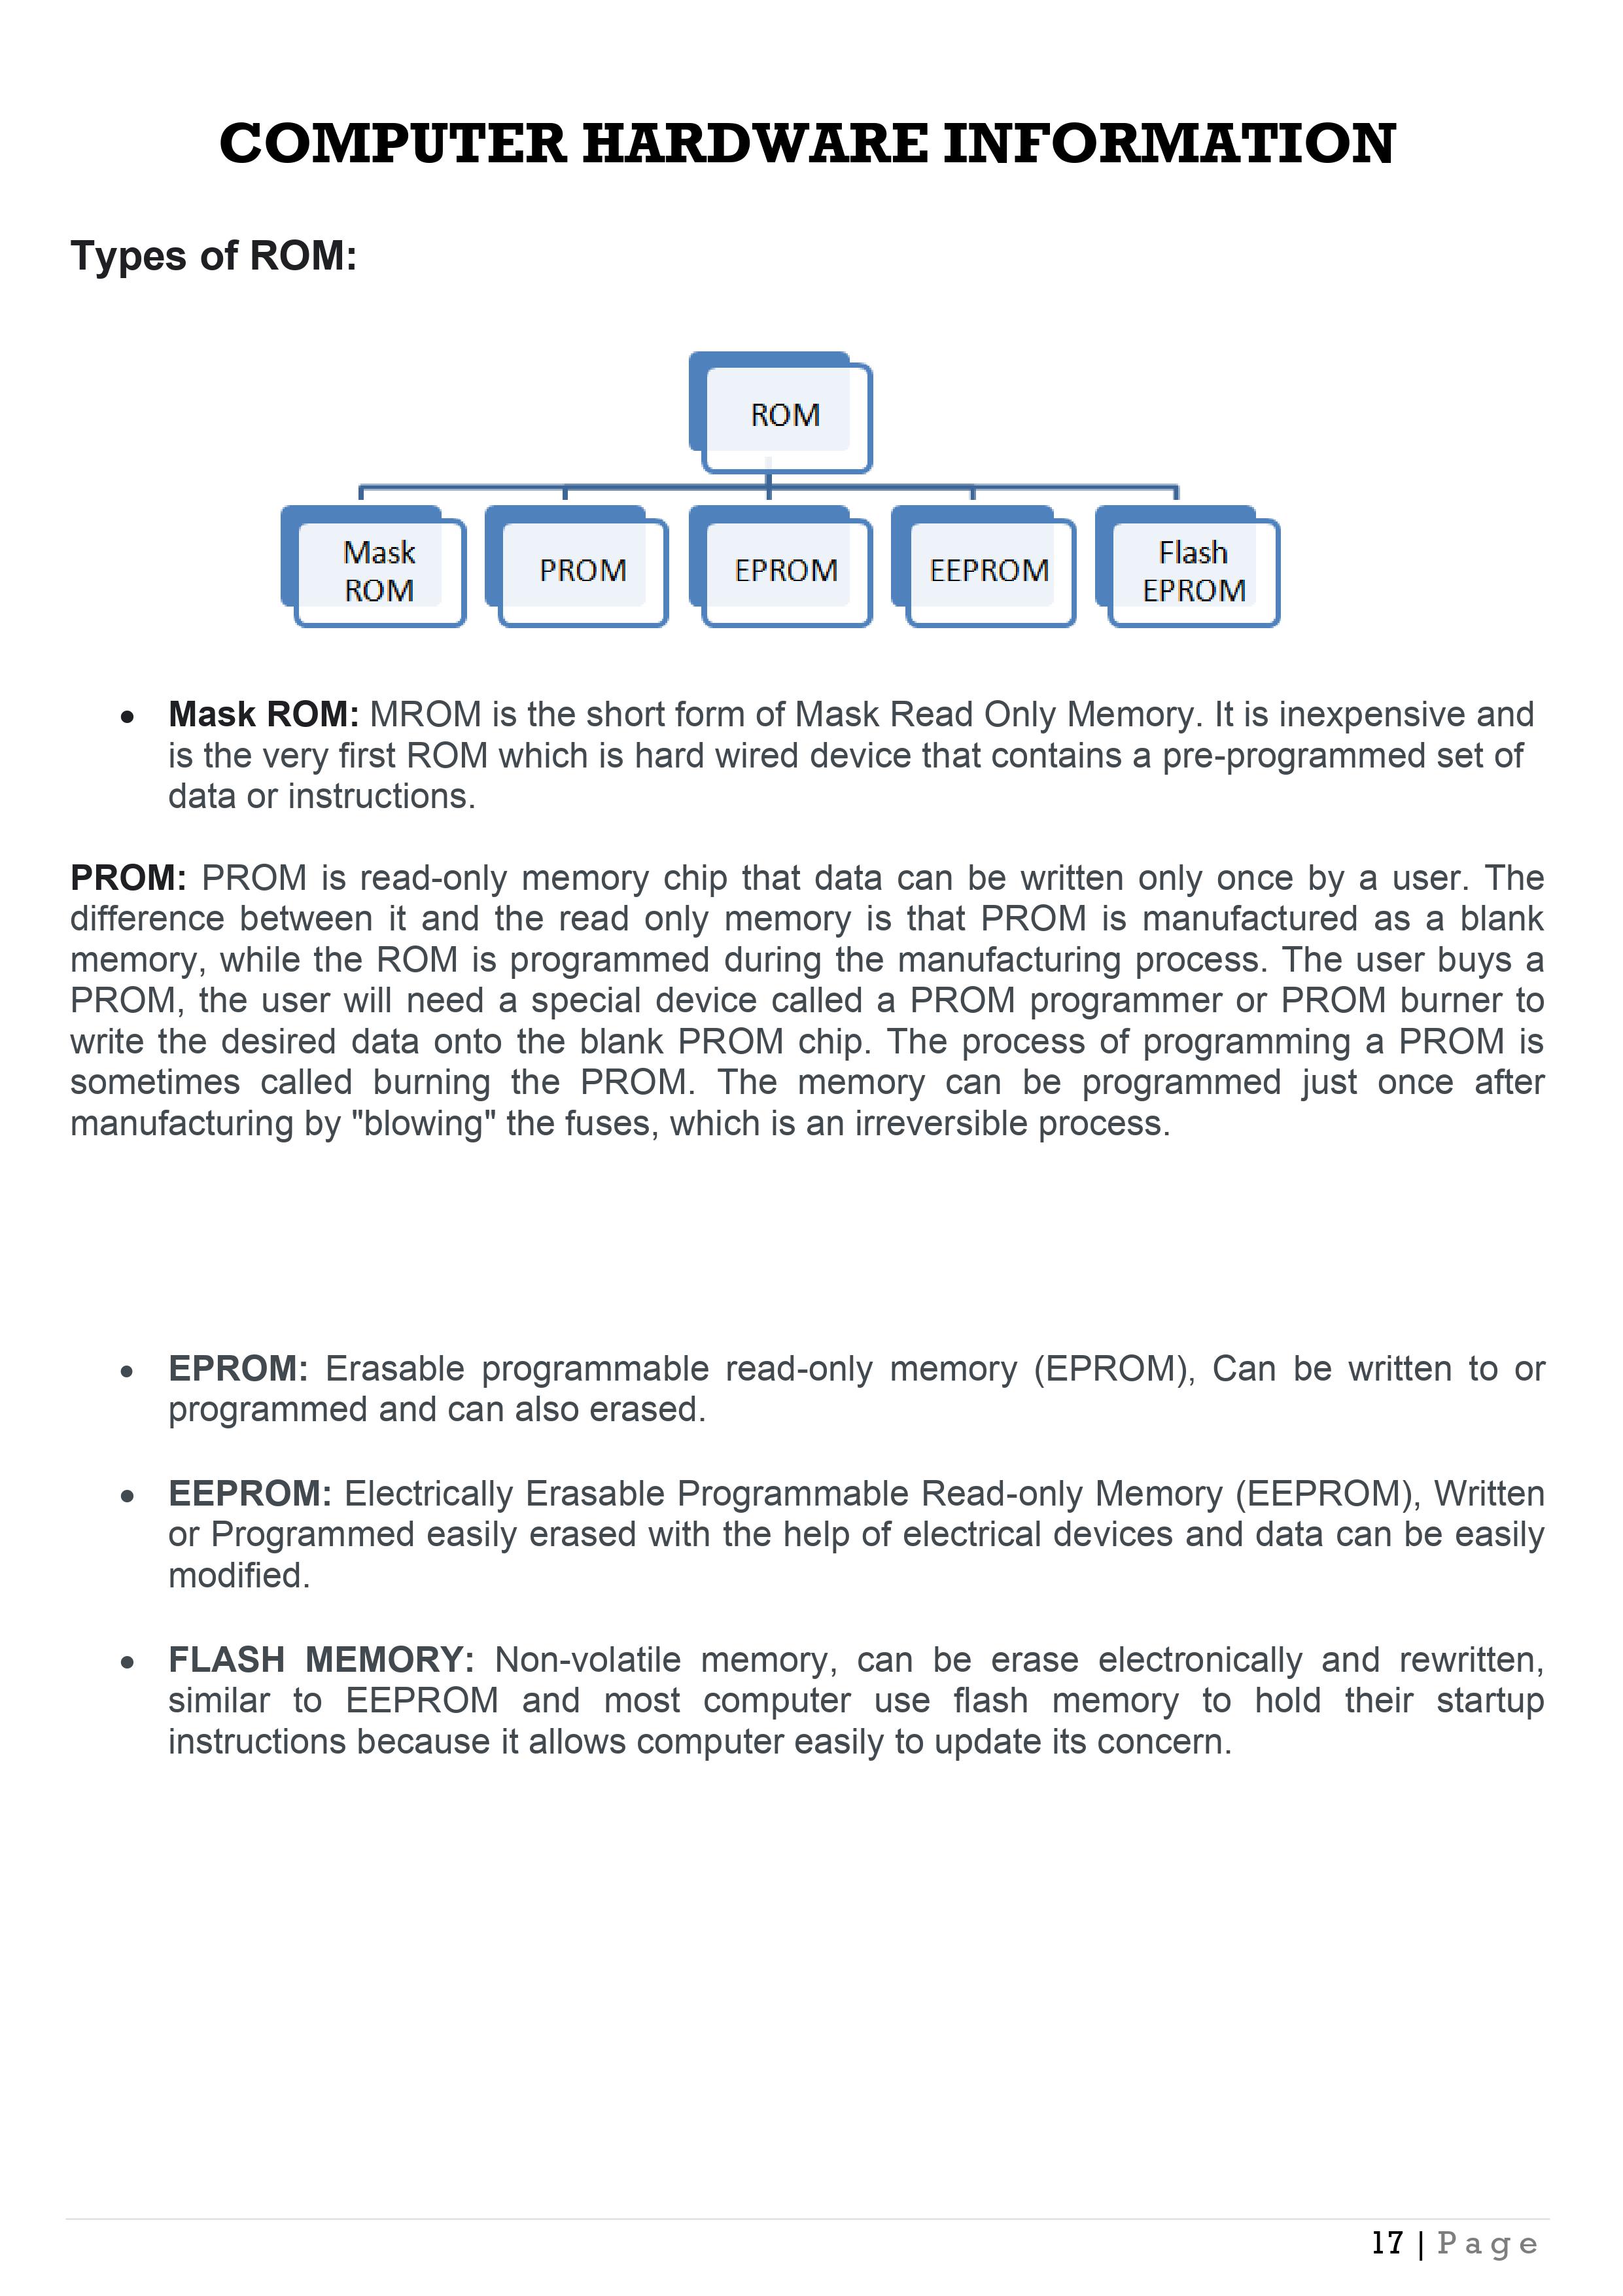 COMPUTER HARDWARE INFORMATION
Types of ROM:
ROM
Mask
ROM
PROM
EPROM
EEPROM
Flash
EPROM
• Mask ROM: MROM is the short form of Mask Read Only Memory. It is inexpensive and
is the very first ROM which is hard wired device that contains a pre-programmed set of
data or instructions.
PROM: PROM is read-only memory chip that data can be written only once by a user. The
difference between it and the read only memory is that PROM is manufactured as a blank
memory, while the ROM is programmed during the manufacturing process. The user buys a
PROM, the user will need a special device called a PROM programmer or PROM burner to
write the desired data onto the blank PROM chip. The process of programming a PROM is
sometimes called burning the PROM. The memory can be programmed just once after
manufacturing by "blowing" the fuses, which is an irreversible process.
• EPROM: Erasable programmable read-only memory (EPROM), Can be written to or
programmed and can also erased.
• EEPROM: Electrically Erasable Programmable Read-only Memory (EEPROM), Written
or Programmed easily erased with the help of electrical devices and data can be easily
modified.
• FLASH MEMORY: Non-volatile memory, can be erase electronically and rewritten,
similar to EEPROM and most computer use flash memory to hold their startup
instructions because it allows computer easily to update its concern.
17 | Page